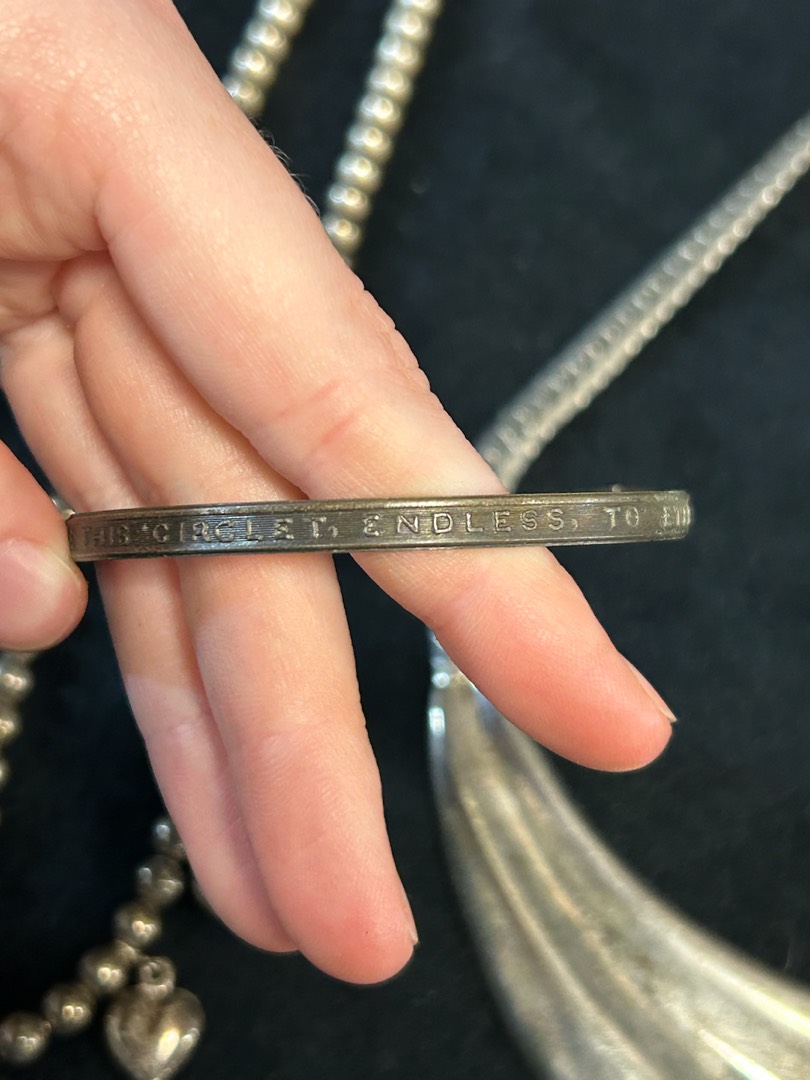 THIS CIRCLET, ENDLESS, TO